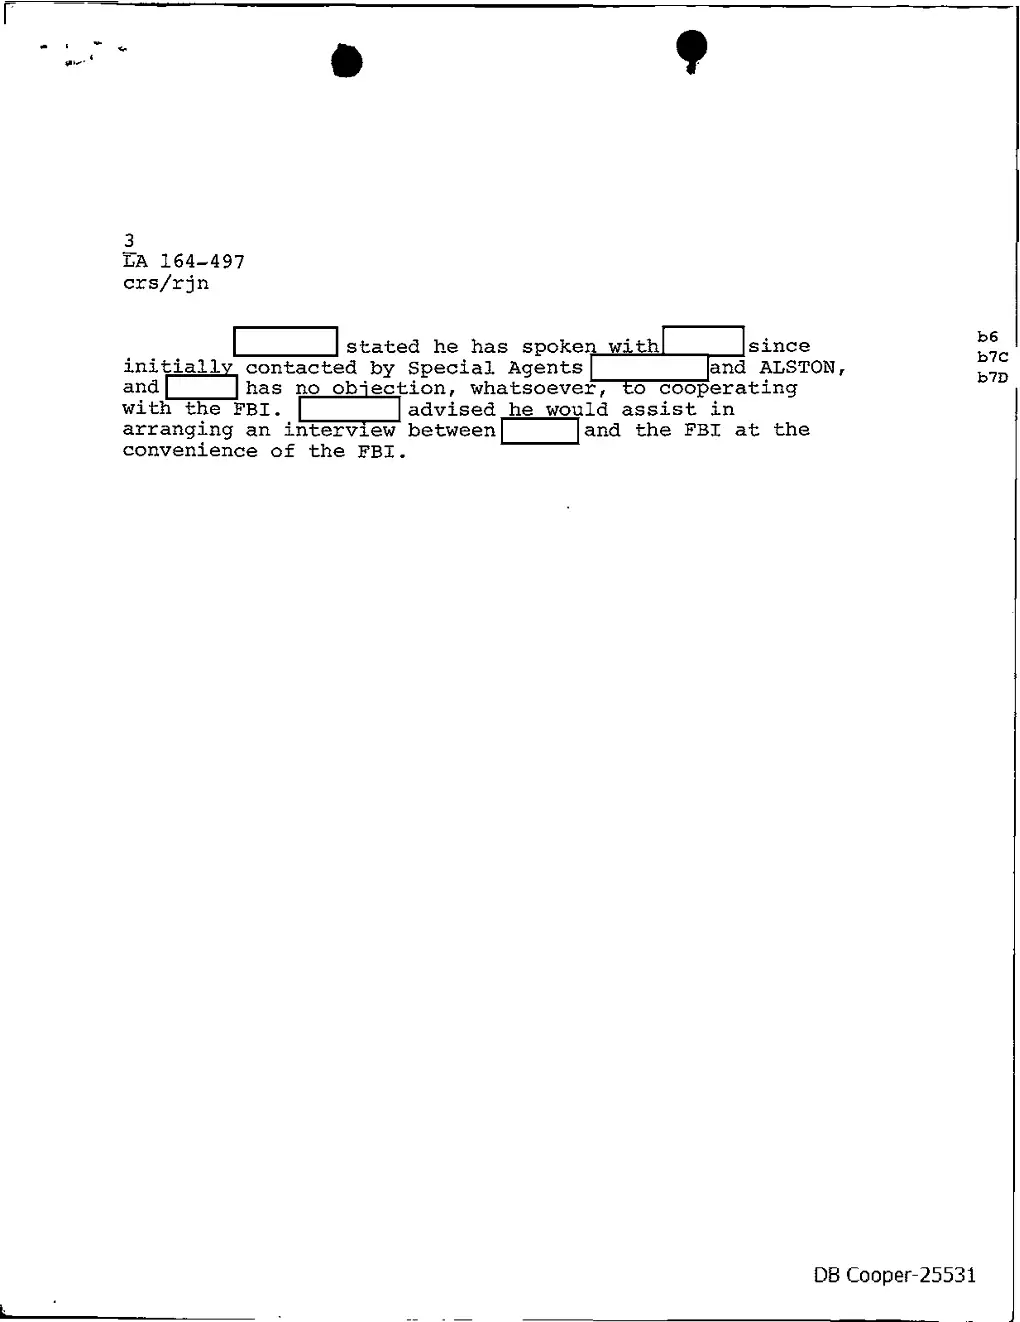 3
LA 164-497
crs/rjn
stated he has spoken with since b6
initially contacted by Special Agents and ALSTON, b7C
and has no objection, whatsoever, to cooperating b7D
with the FBI. advised he would assist in
arranging an interview between and the FBI at the
convenience of the FBI.
DB Cooper-25531